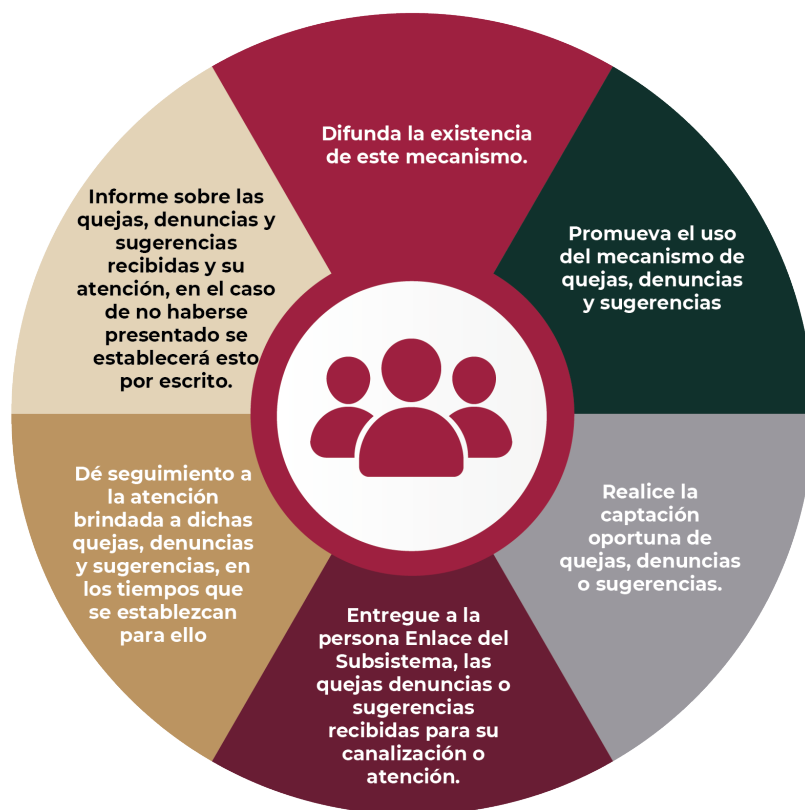 Difunda la existencia
de este mecanismo.
Promueva el uso
del mecanismo de
quejas, denuncias
y sugerencias
Realice la
captación
oportuna de
quejas, denuncias
o sugerencias.
Entregue a la
persona Enlace del
Subsistema, las
quejas denuncias o
sugerencias
recibidas para su
canalización o
atención.
Dé seguimiento a
la atención
brindada a dichas
quejas, denuncias
y sugerencias, en
los tiempos que
se establezcan
para ello
Informe sobre las
quejas, denuncias y
sugerencias
recibidas y su
atención, en el caso
de no haberse
presentado se
establecerá esto
por escrito.